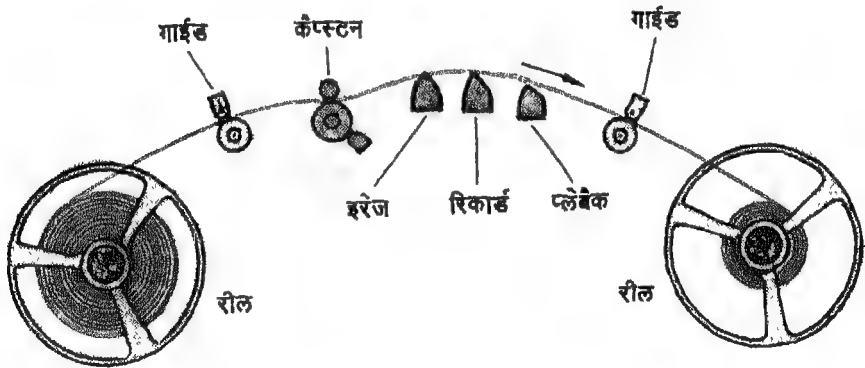 गाईड
कॅप्स्टन
गाईड
इरेज
रिकार्ड
प्लेबॅक
रील
रील